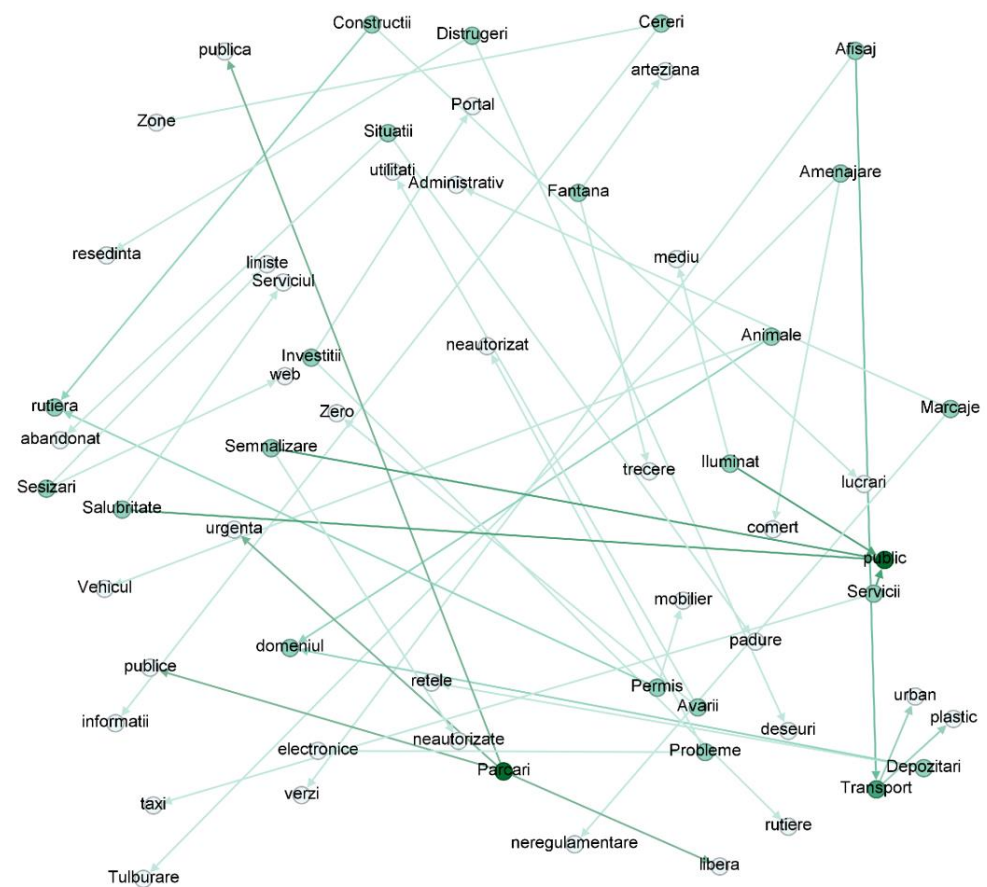 Constructii
Cereri
Distrugeri
publica
Afisaj
arteziana
Portal
Zone
Situatii
utilitati
Administrativ
Fantana
Amenajare
resedinta
liniste
mediu
Serviciul
Animale
neautorizat
Investitii
web
rutiera
Zero
Marcaje
abandonat
Semnalizare
Iluminat
trecere
lucrari
Sesizari
Salubritate
urgenta
comert
public
Vehicul
Servicii
mobilier
domeniul
padure
publice
retele
Permis
urban
Avarii
plastic
informatii
deseuri
electronice
neautorizate
Probleme
Parcari
Depozitari
Transport
taxi
verzi
rutiere
neregulamentare
libera
Tulburare